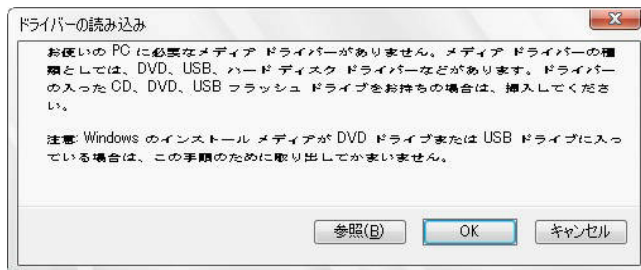 ドライバーの読み込み
お使いの PC に必要なメディア ドライバーがありません。メディア ドライバーの種
類としては、DVD、USB、ハード ディスク ドライバーなどがあります。ドライバー
の入った CD、DVD、USB フラッシュ ドライブをお持ちの場合は、挿入してくださ
い。
注意: Windows のインストール メディアが DVD ドライブまたは USB ドライブに入っ
ている場合は、この手順のために取り出してかまいません。
参照(B)
OK
キャンセル